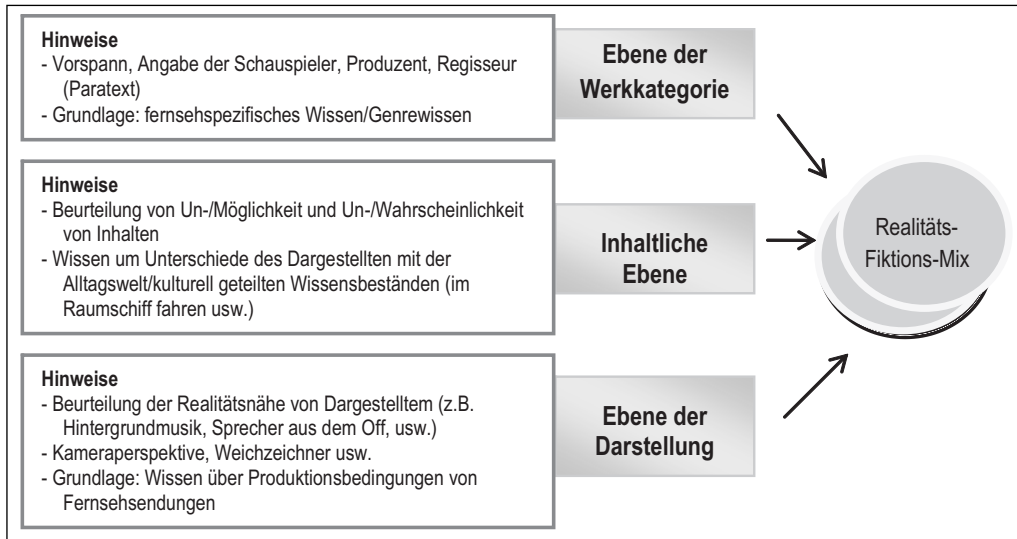 Hinweise
- Vorspann, Angabe der Schauspieler, Produzent, Regisseur
(Paratext)
- Grundlage: fernsehspezifisches Wissen/Genrewissen
Ebene der
Werkkategorie
Hinweise
- Beurteilung von Un-/Möglichkeit und Un-/Wahrscheinlichkeit
von Inhalten
- Wissen um Unterschiede des Dargestellten mit der
Alltagswelt/kulturell geteilten Wissensbeständen (im
Raumschiff fahren usw.)
Inhaltliche
Ebene
Realitäts-
Fiktions-Mix
Hinweise
- Beurteilung der Realitätsnähe von Dargestelltem (z.B.
Hintergrundmusik, Sprecher aus dem Off, usw.)
- Kameraperspektive, Weichzeichner usw.
- Grundlage: Wissen über Produktionsbedingungen von
Fernsehsendungen
Ebene der
Darstellung